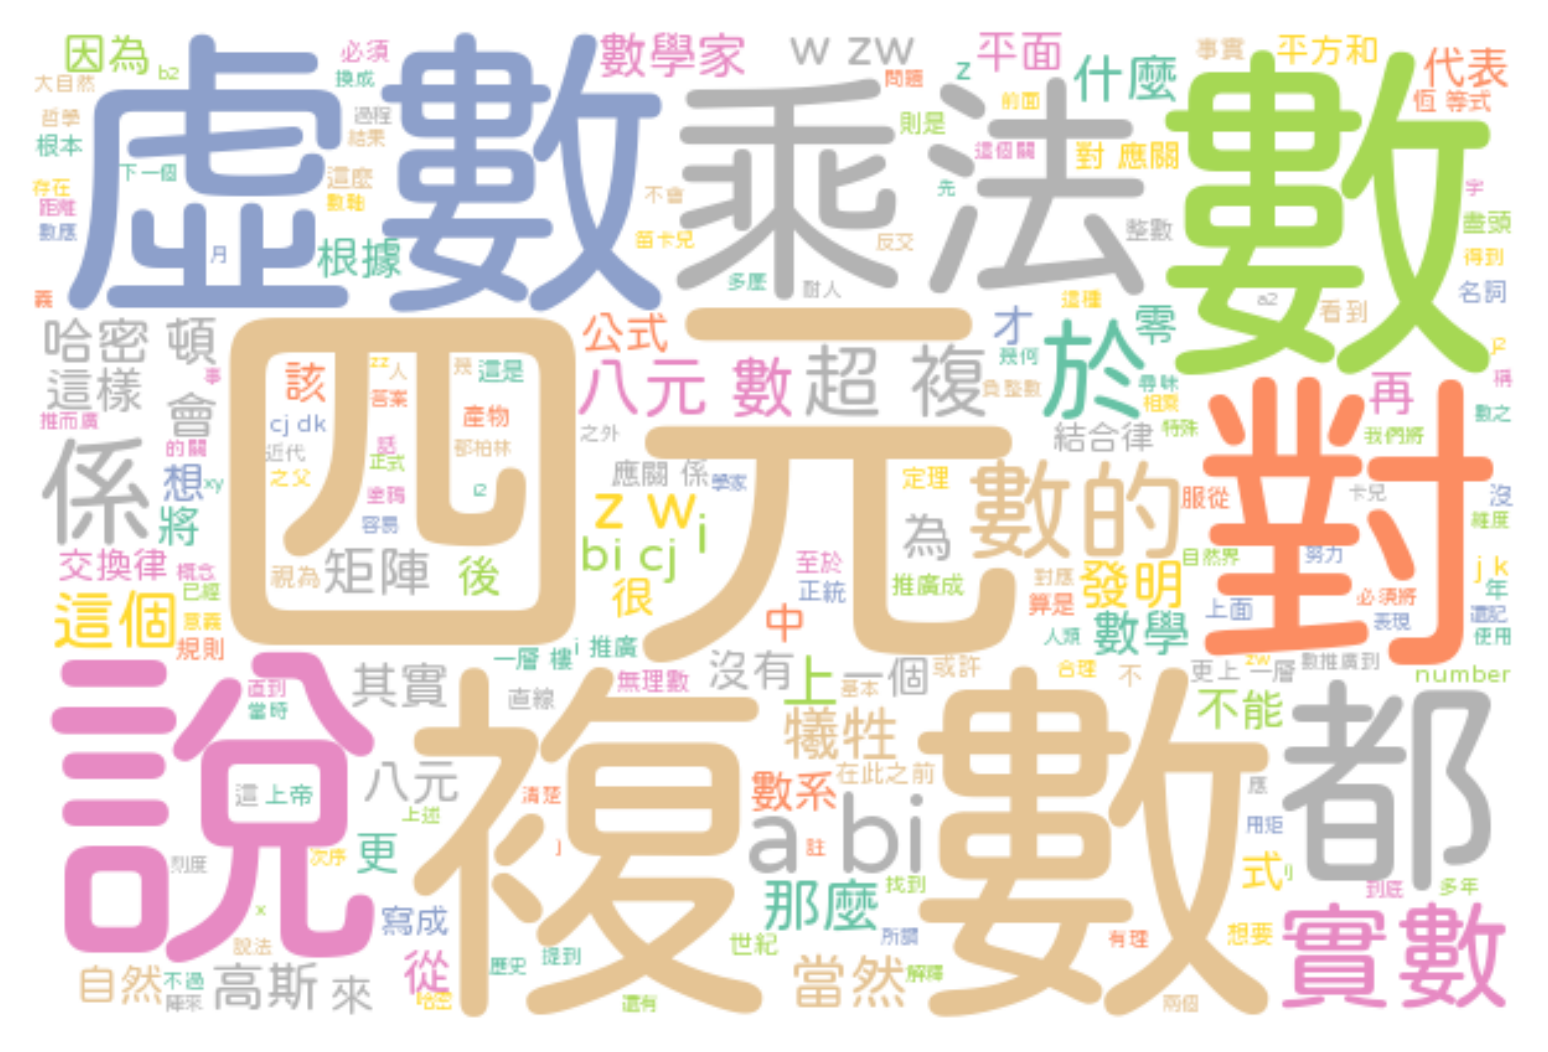 因為
b2
必須
數學家
w zw
平面
什麼
事實
平方和
代表
大自然
換成
問題
z
前面
恆 等式
虛數
乘法
數
哲學
過程
則是
根本
結果
這個關
對 應關
下一個
這麼
存在
數軸
不會
先
字
距離
數應
月
根據
笛卡兒
反交
整數
盡頭
得到
多歷
耐人
這種
a2
名詞
義
看到
哈密 頓
公式
才
零
四元
八元 數
超 複
幾何
於
j2
這樣
該
zz
人
幾
這是
負整數
尋味
相乘
再
稱
事
會
推而廣
答案
產物
cj dk
數之
對
係
的關
話
近代
正式
都柏林
之外
結合律
特殊
我們將
想
xy
之父
塗鴉
i2
應關 係
學家
定理
數的
服從
卡兒
沒
將
容易
z w
i
為
維度
交換律
概念
視為
矩陣
後
bi cj
至於
自然界
努力
j k
已經
很
正統
推廣成
對應
發明
必須將
年
這個
意義
算是
上面
還記
規則
中
人類
數學
表現
使用
一層 樓
i 推廣
說
直到
當時
其實
直線
無理數
沒有
上
一個
基本
或許
合理
不
zw
更上 一層
數推廣到
number
複數
犧牲
不能
都
這
上帝
八元
清楚
數系
在此之前
應
上述
a bi
用矩
刻度
次序
更
j
註
式
ij
x
寫成
那麼
找到
到底
多年
說法
世紀
所謂
有理
想要
實數
自然
不過
陣來
高斯
來
從
哈密
歷史
提到
還有
當然
解釋
兩個